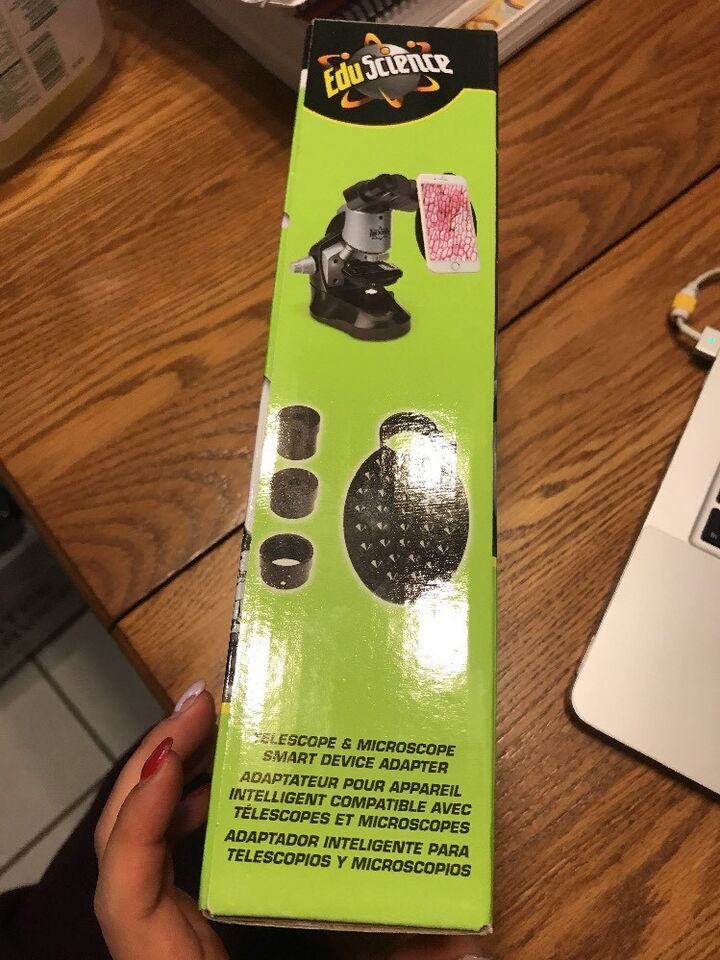 EduScience
TELESCOPE & MICROSCOPE
SMART DEVICE ADAPTER
ADAPTATEUR POUR APPAREIL
INTELLIGENT COMPATIBLE AVEC
TÉLESCOPES ET MICROSCOPES
ADAPTADOR INTELIGENTE PARA
TELESCOPIOS Y MICROSCOPIOS